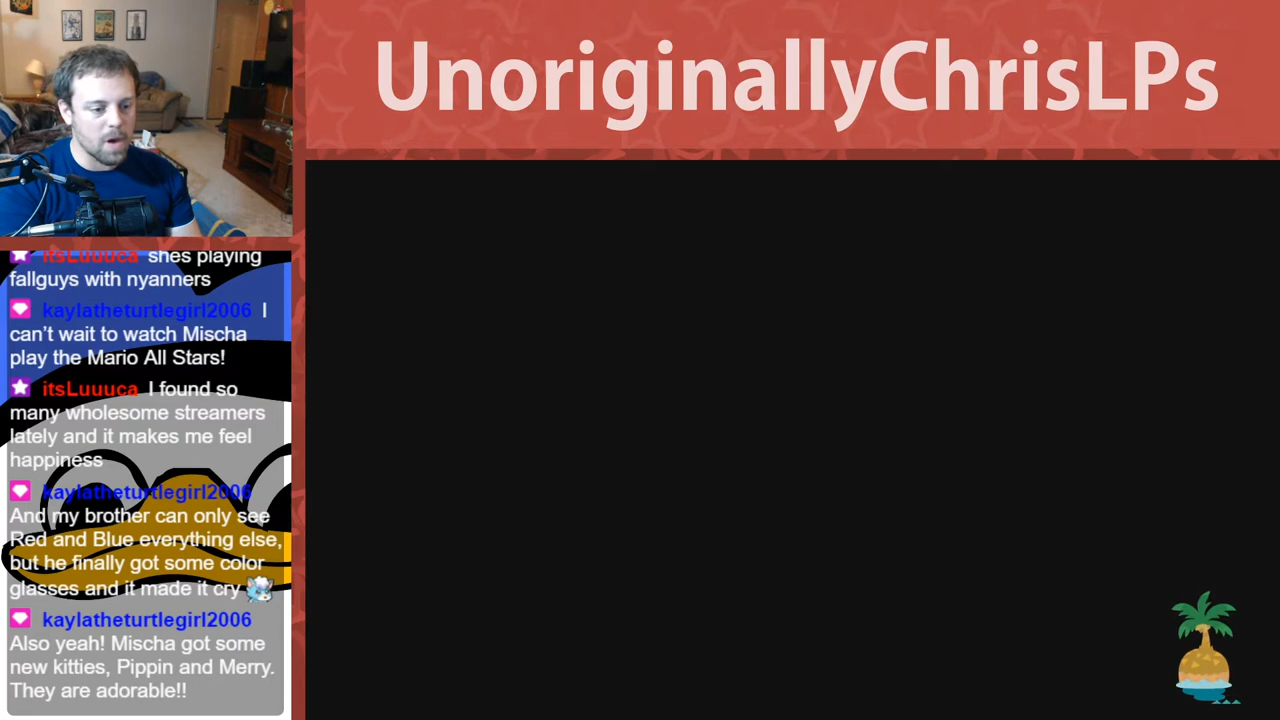 UnoriginallyChrisLPs
itsLuuuca shes playing
fallguys with nyanners
kaylatheturtlegirl2006 I
can't wait to watch Mischa
play the Mario All Stars!
itsLuuuca I found so
many wholesome streamers
lately and it makes me feel
happiness
kaylatheturtlegirl2006
And my brother can only see
Red and Blue everything else,
but he finally got some color
glasses and it made it cry
kaylatheturtlegirl2006
Also yeah! Mischa got some
new kitties, Pippin and Merry.
They are adorable!!